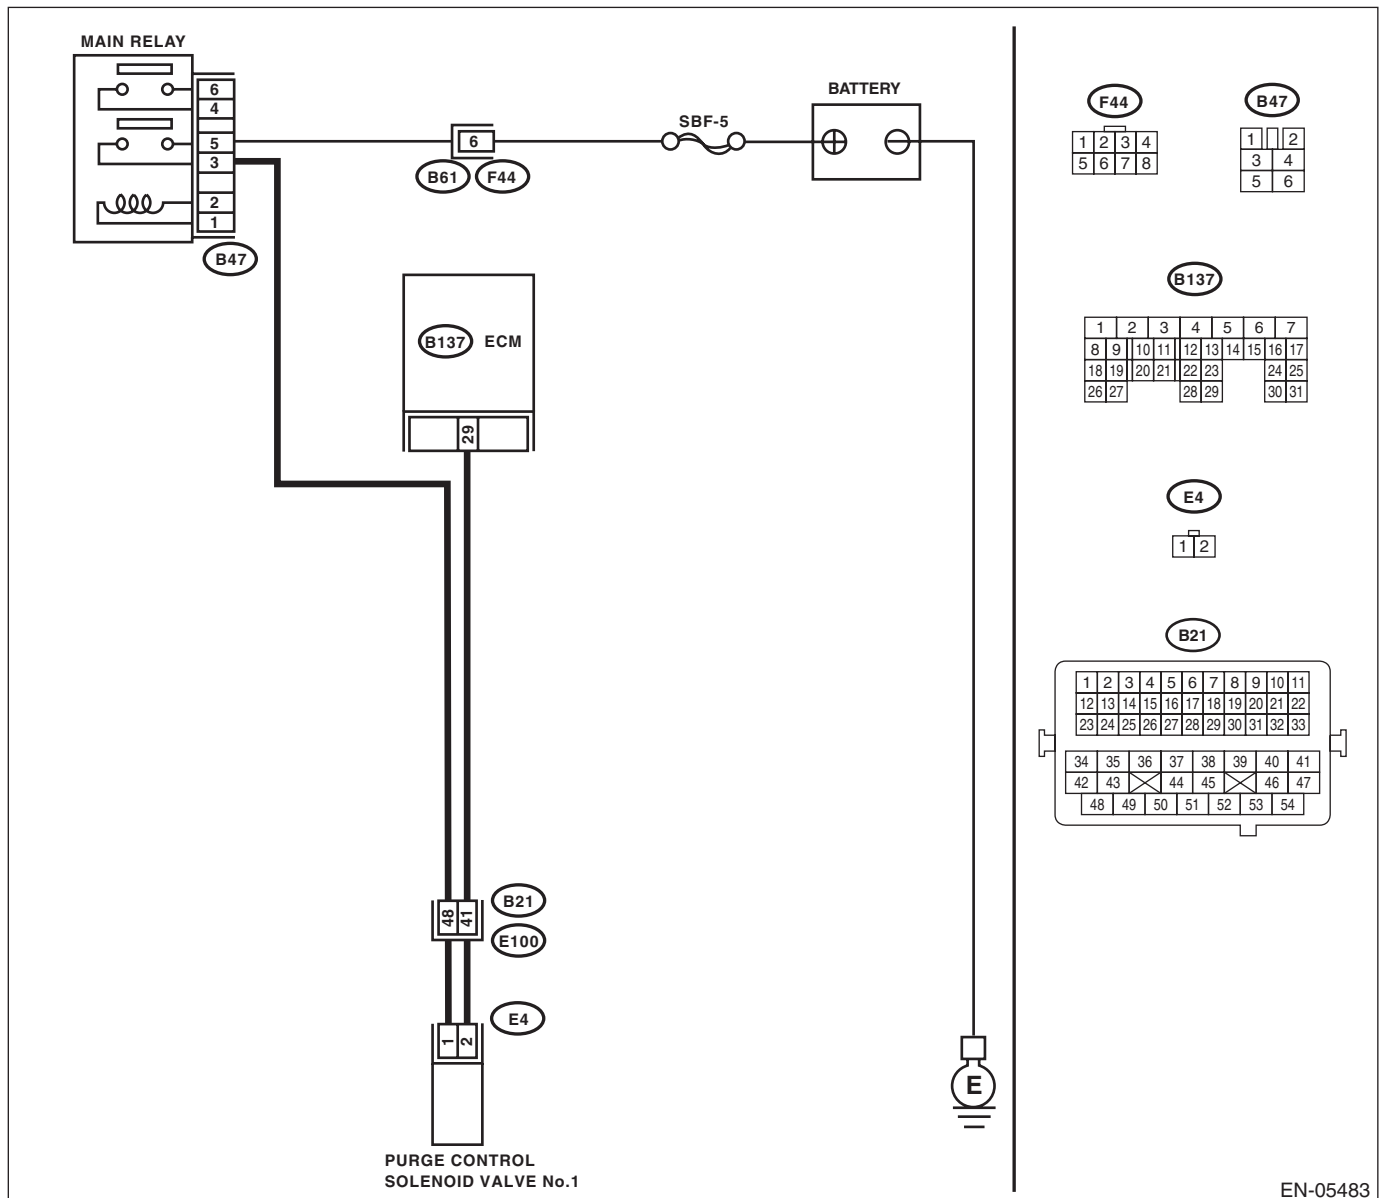 MAIN RELAY
6
4
5
3
2
1
B47
6
B61 F44
SBF-5
BATTERY
B137 ECM
29
48 41
B21
E100
E4
1 2
PURGE CONTROL
SOLENOID VALVE No.1
E
F44
1 2 3 4
5 6 7 8
B47
1 2
3 4
5 6
B137
1 2 3 4 5 6 7
8 9 10 11 12 13 14 15 16 17
18 19 20 21 22 23 24 25
26 27 28 29 30 31
E4
1 2
B21
1 2 3 4 5 6 7 8 9 10 11
12 13 14 15 16 17 18 19 20 21 22
23 24 25 26 27 28 29 30 31 32 33
34 35 36 37 38 39 40 41
42 43 44 45 46 47
48 49 50 51 52 53 54
EN-05483